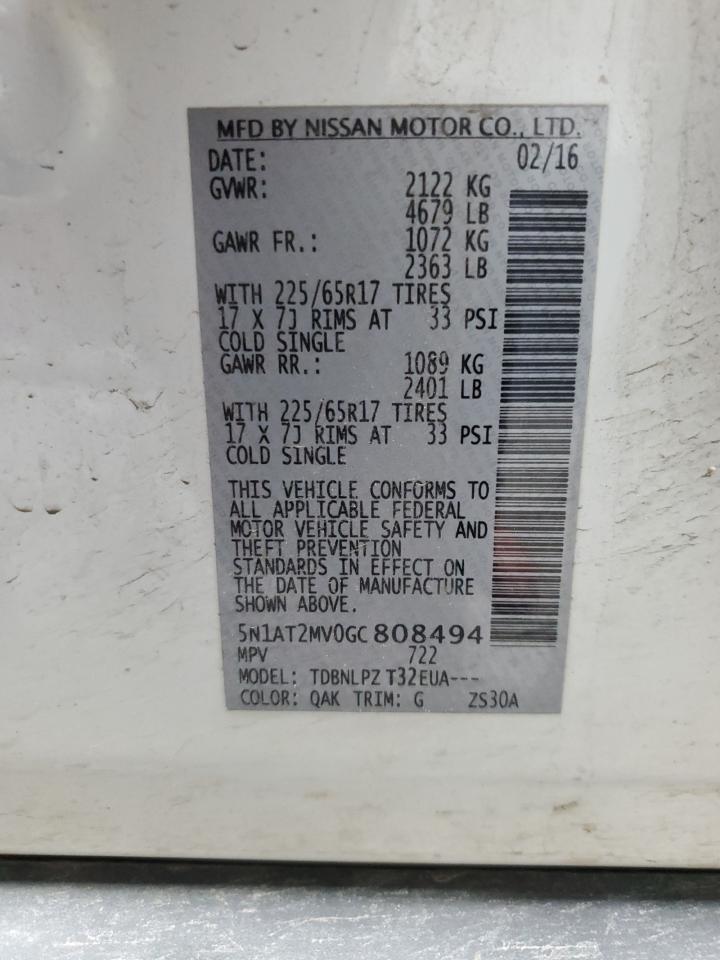 MFD BY NISSAN MOTOR CO., LTD.
DATE: 02/16
GVWR: 2122 KG
4679 LB
GAWR FR.: 1072 KG
2363 LB
WITH 225/65R17 TIRES
17 X 7J RIMS AT 33 PSI
COLD SINGLE
GAWR RR.: 1089 KG
2401 LB
WITH 225/65R17 TIRES
17 X 7J RIMS AT 33 PSI
COLD SINGLE
THIS VEHICLE CONFORMS TO
ALL APPLICABLE FEDERAL
MOTOR VEHICLE SAFETY AND
THEFT PREVENTION
STANDARDS IN EFFECT ON
THE DATE OF MANUFACTURE
SHOWN ABOVE.
5N1AT2MV0GC808494
MPV 722
MODEL: TDBNLPZ T32EUA---
COLOR: QAK TRIM: G ZS30A